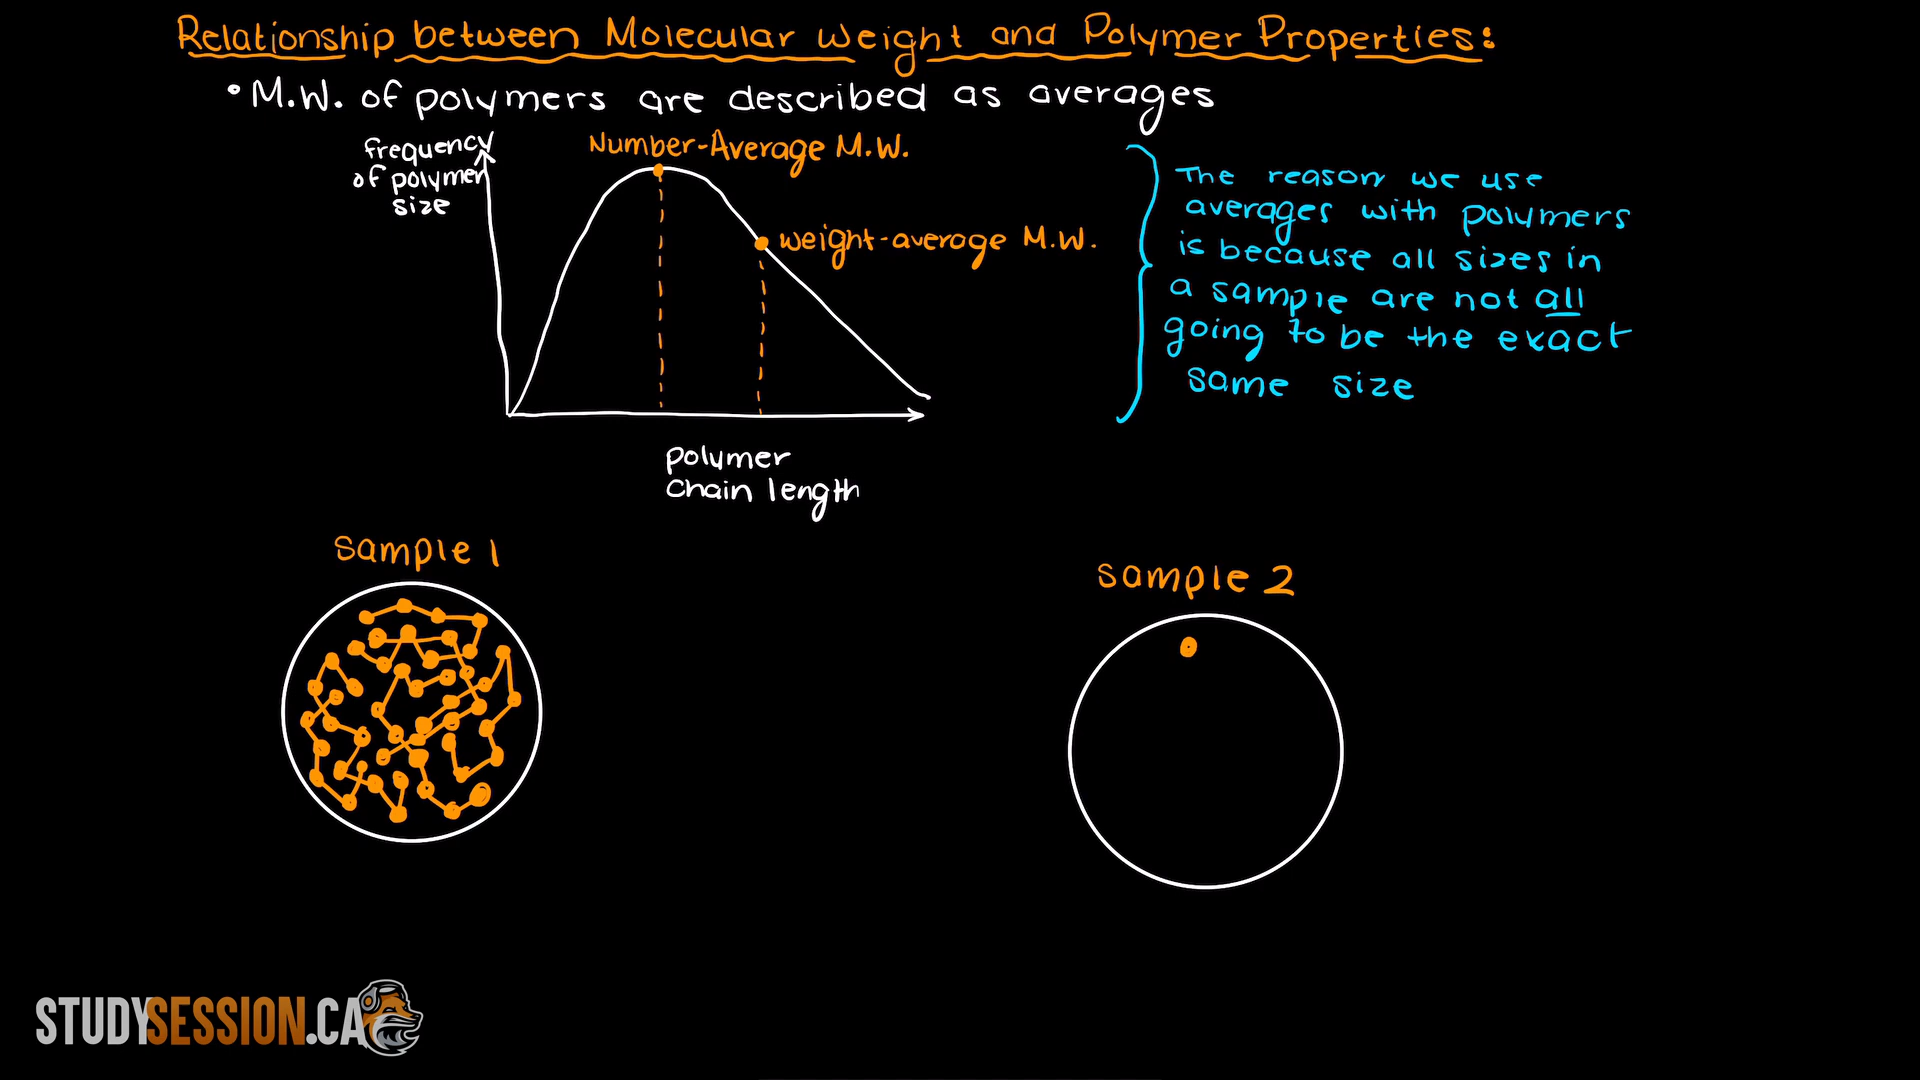 Relationship between Molecular Weight and Polymer Properties:
• M.W. of polymers are described as averages
frequency
of polymer
size
Number-Average M.W.
weight-average M.W.
polymer
chain length
The reason we use
averages with polymers
is because all sizes in
a sample are not all
going to be the exact
same size
sample 1
sample 2
STUDYSESSION.CA